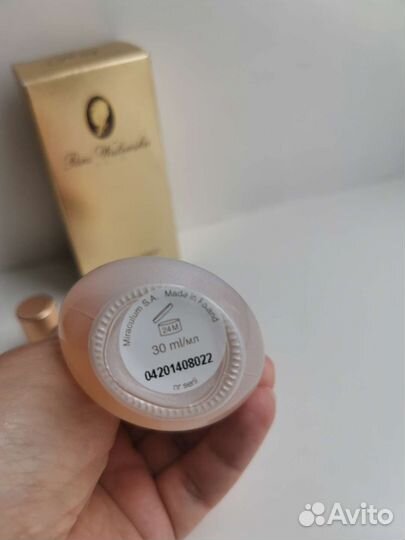 Pani Walewska
Miraculum S.A. Made in Poland
24M
30 ml/мл
04201408022
nr serii
Avito